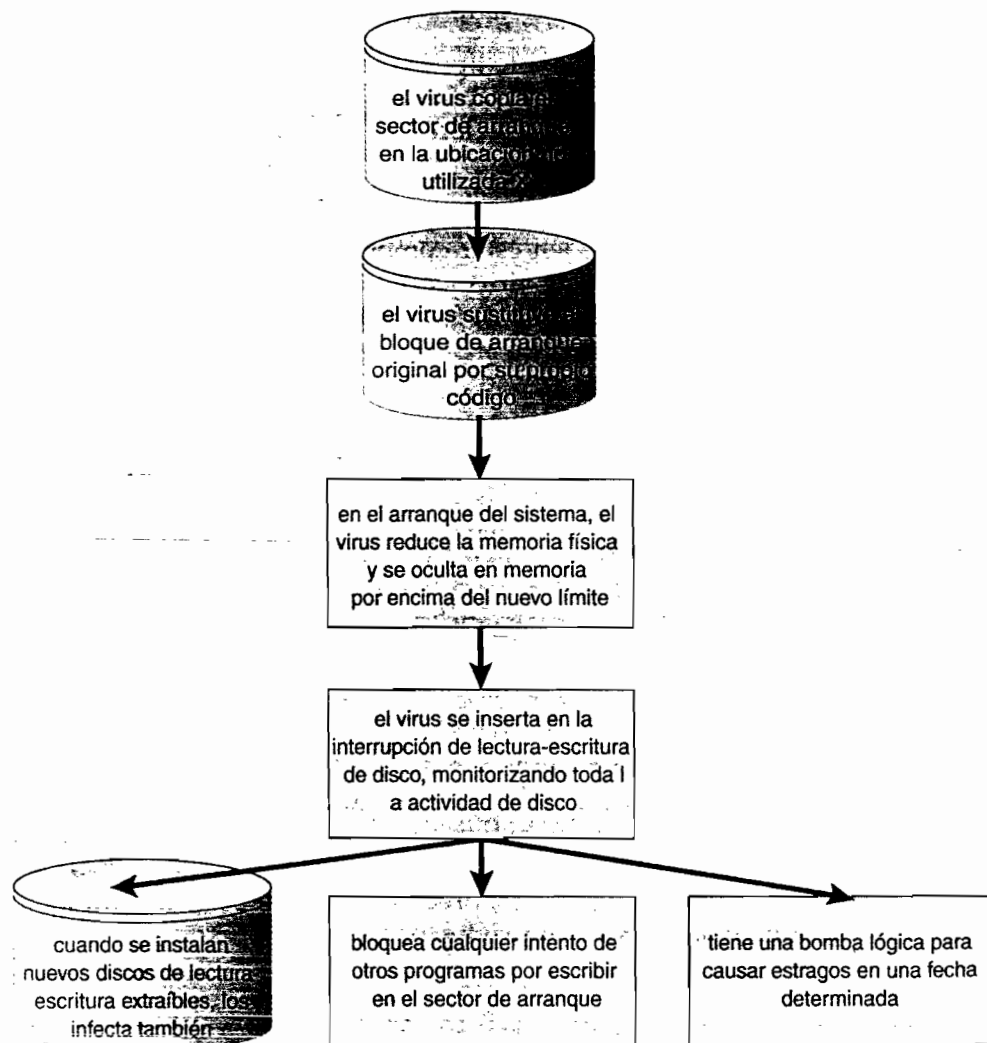 el virus copia el
sector de arranque
en la ubicación no
utilizada X
el virus sustituye el
bloque de arranque
original por su propio
código
en el arranque del sistema, el
virus reduce la memoria física
y se oculta en memoria
por encima del nuevo límite
el virus se inserta en la
interrupción de lectura-escritura
de disco, monitorizando toda l
a actividad de disco
cuando se instalan
nuevos discos de lectura-
escritura extraíbles, los
infecta también
bloquea cualquier intento de
otros programas por escribir
en el sector de arranque
tiene una bomba lógica para
causar estragos en una fecha
determinada